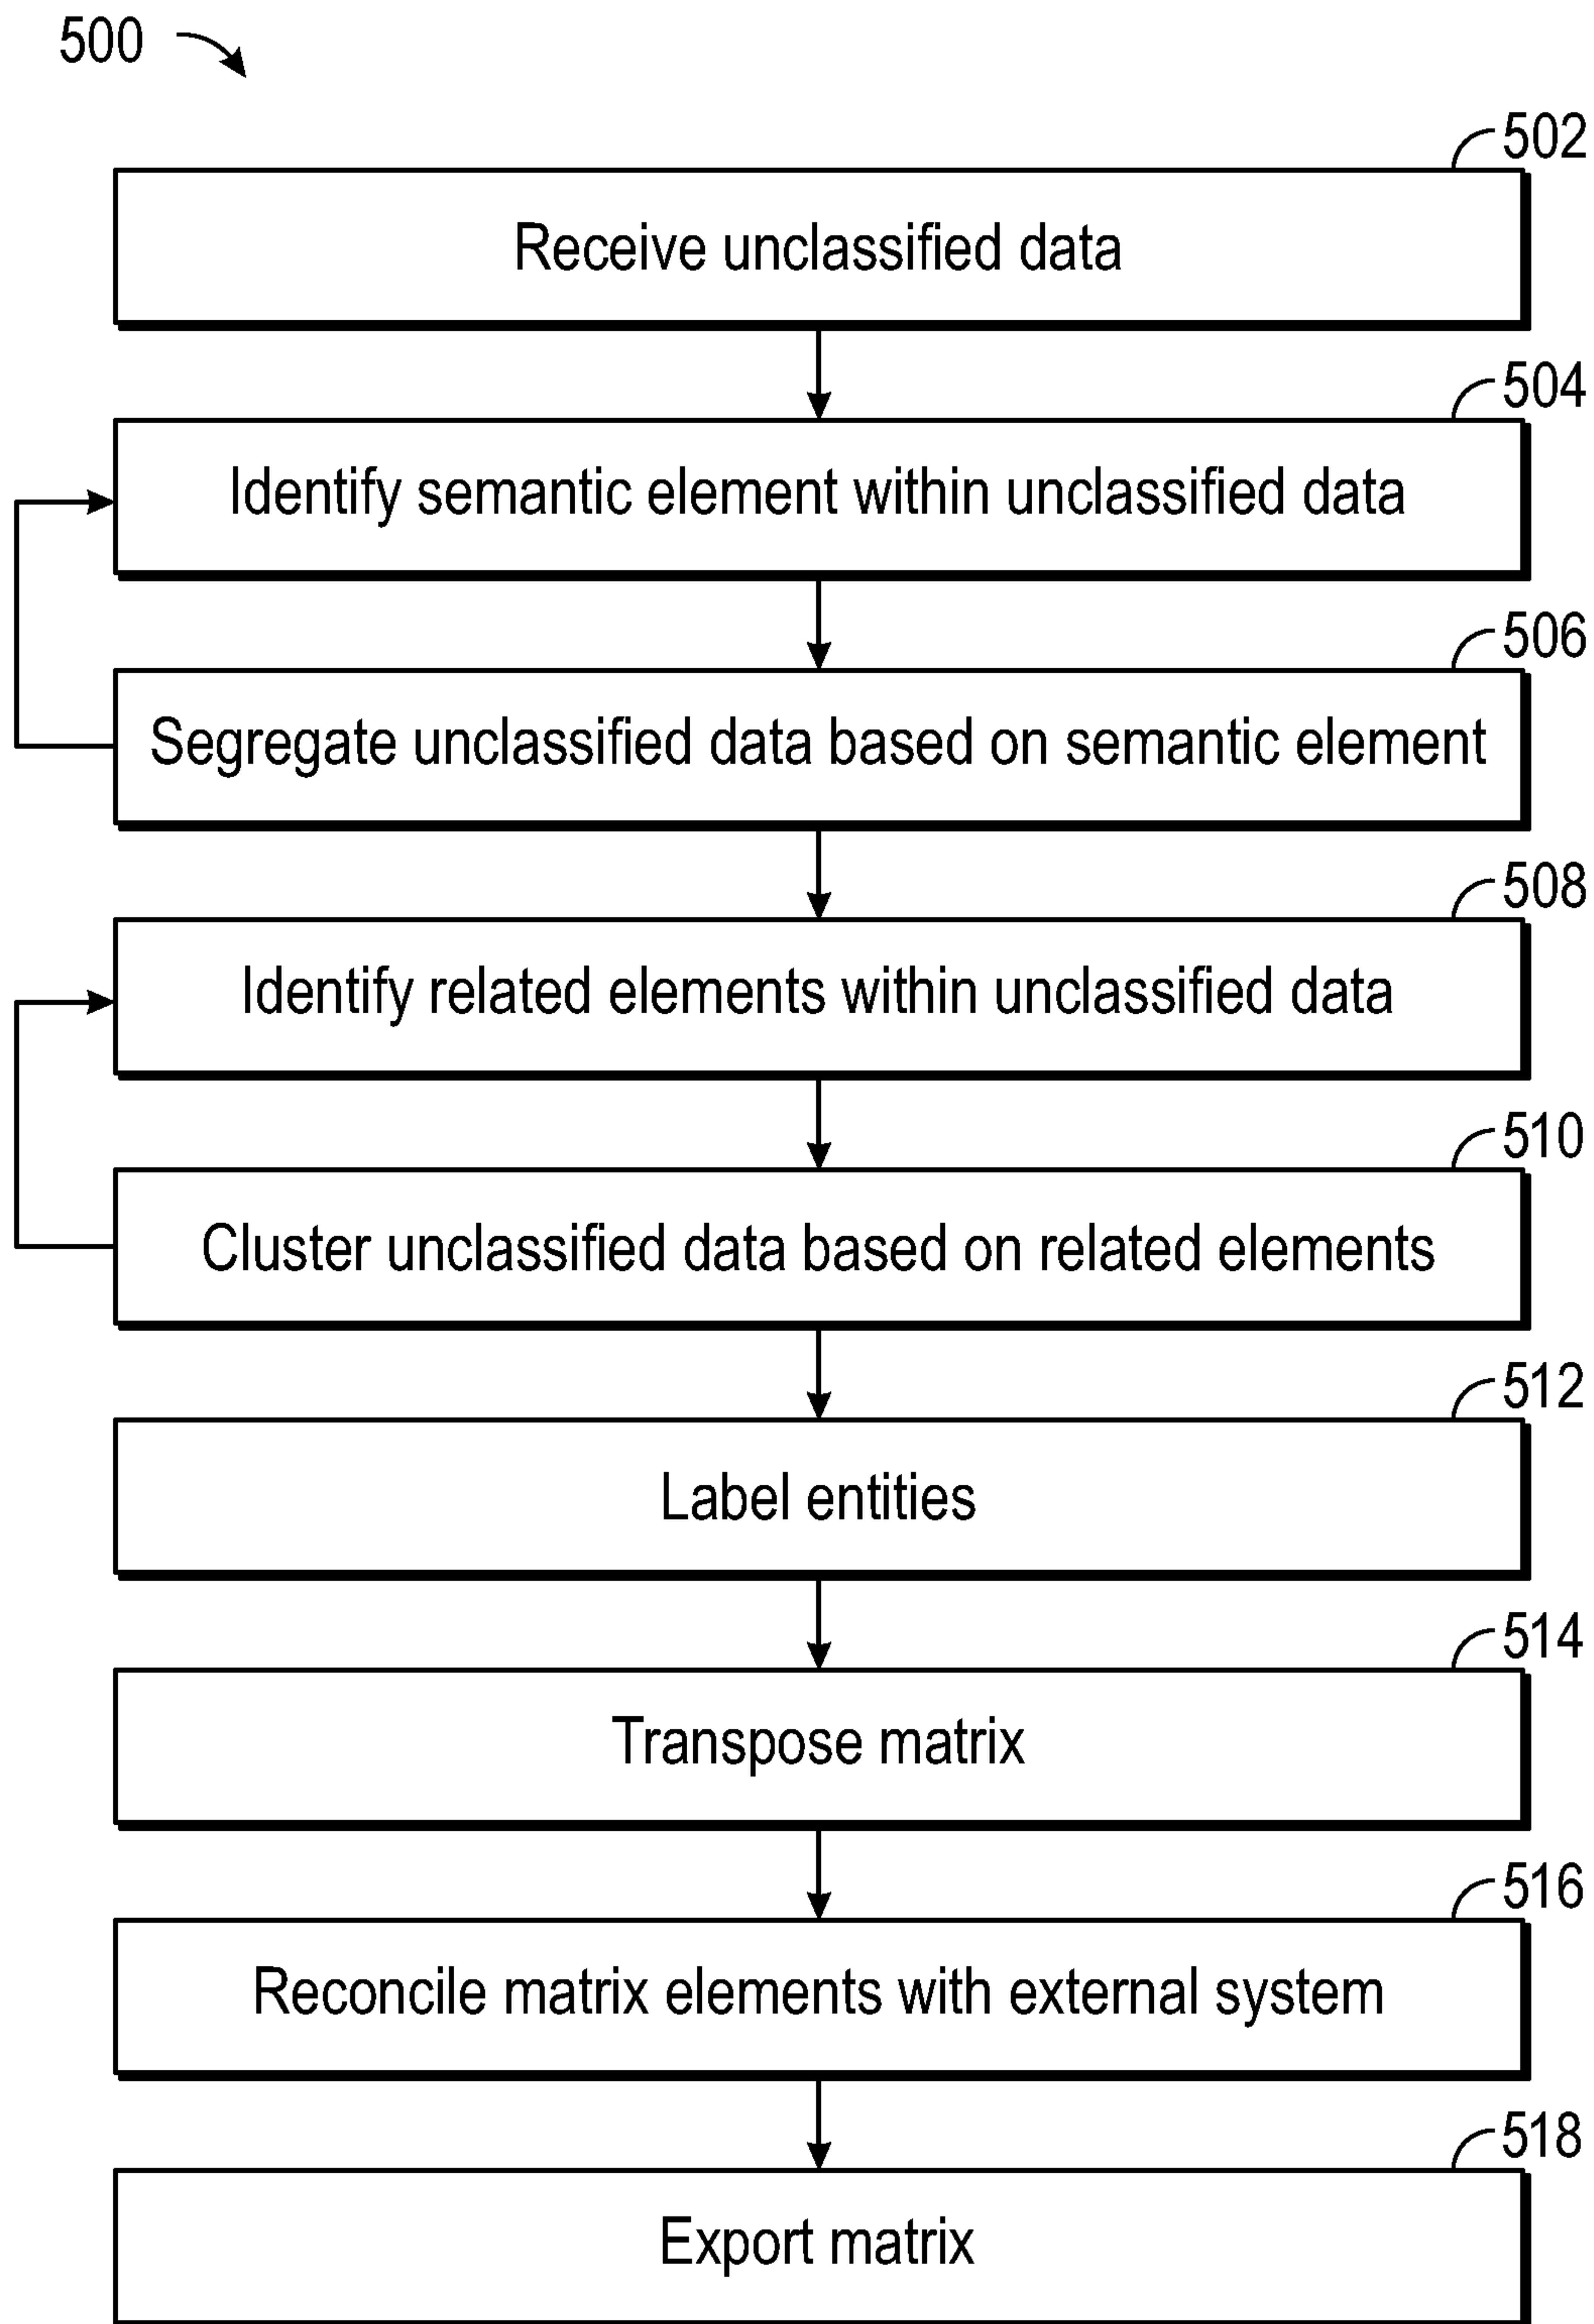 500
502
Receive unclassified data
504
Identify semantic element within unclassified data
506
Segregate unclassified data based on semantic element
508
Identify related elements within unclassified data
510
Cluster unclassified data based on related elements
512
Label entities
514
Transpose matrix
516
Reconcile matrix elements with external system
518
Export matrix